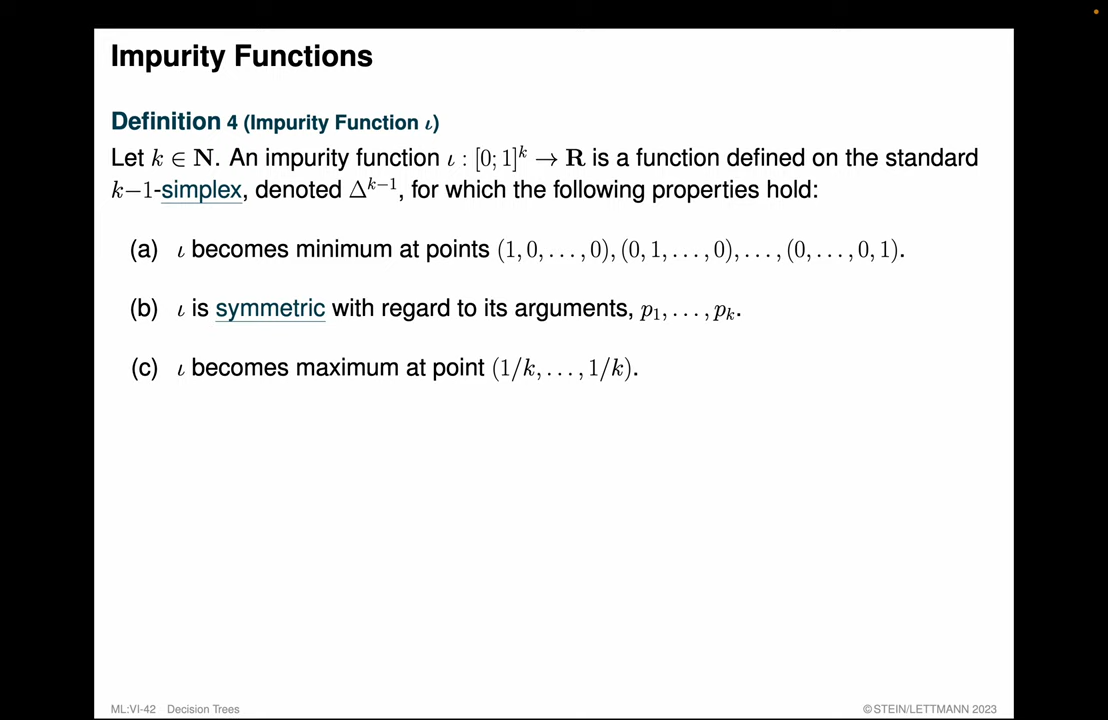 Impurity Functions
Definition 4 (Impurity Function ι)
Let k ∈ N. An impurity function ι : [0; 1]^k → R is a function defined on the standard
k−1-simplex, denoted Δ^{k−1}, for which the following properties hold:
(a) ι becomes minimum at points (1, 0, . . . , 0), (0, 1, . . . , 0), . . . , (0, . . . , 0, 1).
(b) ι is symmetric with regard to its arguments, p₁, . . . , pₖ.
(c) ι becomes maximum at point (1/k, . . . , 1/k).
ML:VI-42 Decision Trees ©STEIN/LETTMANN 2023